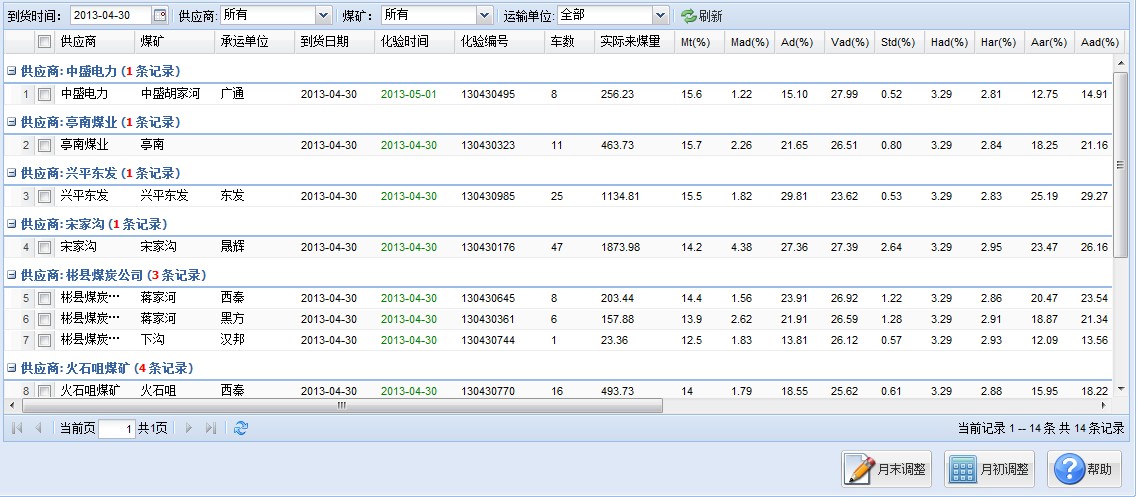 到货时间: 2013-04-30 供应商: 所有 煤矿: 所有 运输单位: 全部 刷新
供应商 煤矿 承运单位 到货日期 化验时间 化验编号 车数 实际来煤量 Mt(%) Mad(%) Ad(%) Vad(%) Std(%) Had(%) Har(%) Aar(%) Aad(%)
供应商: 中盛电力 (1 条记录)
1 中盛电力 中盛胡家河 广通 2013-04-30 2013-05-01 130430495 8 256.23 15.6 1.22 15.10 27.99 0.52 3.29 2.81 12.75 14.91
供应商: 亭南煤业 (1 条记录)
2 亭南煤业 亭南 2013-04-30 2013-04-30 130430323 11 463.73 15.7 2.26 21.65 26.51 0.80 3.29 2.84 18.25 21.16
供应商: 兴平东发 (1 条记录)
3 兴平东发 兴平东发 东发 2013-04-30 2013-04-30 130430985 25 1134.81 15.5 1.82 29.81 23.62 0.53 3.29 2.83 25.19 29.27
供应商: 宋家沟 (1 条记录)
4 宋家沟 宋家沟 晟辉 2013-04-30 2013-04-30 130430176 47 1873.98 14.2 4.38 27.36 27.39 2.64 3.29 2.95 23.47 26.16
供应商: 彬县煤炭公司 (3 条记录)
5 彬县煤炭… 蒋家河 西秦 2013-04-30 2013-04-30 130430645 8 203.44 14.4 1.56 23.91 26.92 1.22 3.29 2.86 20.47 23.54
6 彬县煤炭… 蒋家河 黑方 2013-04-30 2013-04-30 130430361 6 157.88 13.9 2.62 21.91 26.59 1.28 3.29 2.91 18.87 21.34
7 彬县煤炭… 下沟 汉邦 2013-04-30 2013-04-30 130430744 1 23.36 12.5 1.83 13.81 26.12 0.57 3.29 2.93 12.09 13.56
供应商: 火石咀煤矿 (4 条记录)
8 火石咀煤矿 火石咀 西秦 2013-04-30 2013-04-30 130430770 16 493.73 14 1.79 18.55 25.62 0.61 3.29 2.88 15.95 18.22
当前页 1 共1页 当前记录 1 -- 14 条 共 14 条记录
月末调整 月初调整 帮助